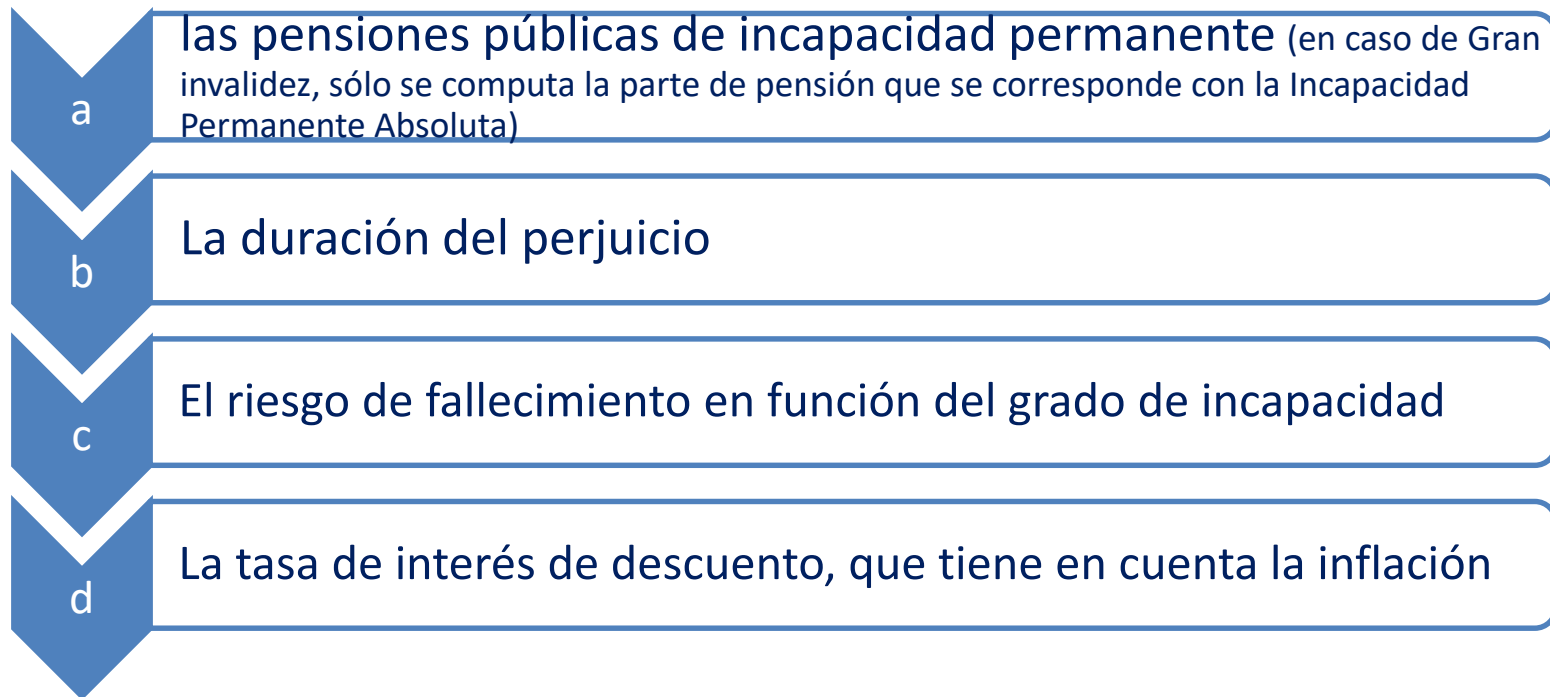 a
las pensiones públicas de incapacidad permanente (en caso de Gran
invalidez, sólo se computa la parte de pensión que se corresponde con la Incapacidad
Permanente Absoluta)
b
La duración del perjuicio
c
El riesgo de fallecimiento en función del grado de incapacidad
d
La tasa de interés de descuento, que tiene en cuenta la inflación